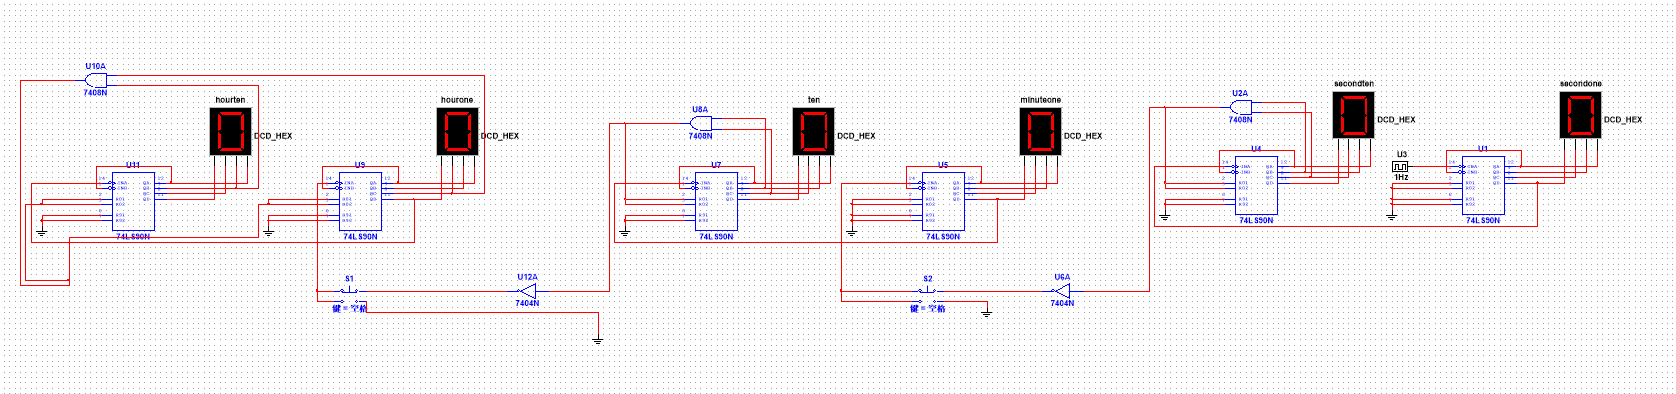 U10A
7408N
hourten
DCD_HEX
hourone
DCD_HEX
U8A
7408N
ten
DCD_HEX
minuteone
DCD_HEX
U2A
7408N
secondten
DCD_HEX
secondone
DCD_HEX
U11
74LS90N
U9
74LS90N
U7
74LS90N
U5
74LS90N
U4
74LS90N
U3
1Hz
U1
74LS90N
S1
键 = 空格
U12A
7404N
S2
键 = 空格
U6A
7404N